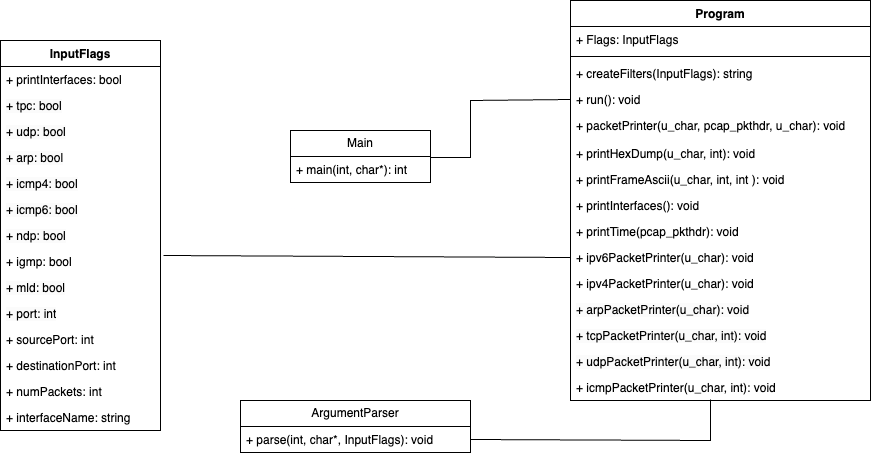 InputFlags
+ printInterfaces: bool
+ tpc: bool
+ udp: bool
+ arp: bool
+ icmp4: bool
+ icmp6: bool
+ ndp: bool
+ igmp: bool
+ mld: bool
+ port: int
+ sourcePort: int
+ destinationPort: int
+ numPackets: int
+ interfaceName: string
Main
+ main(int, char*): int
Program
+ Flags: InputFlags
+ createFilters(InputFlags): string
+ run(): void
+ packetPrinter(u_char, pcap_pkthdr, u_char): void
+ printHexDump(u_char, int): void
+ printFrameAscii(u_char, int, int ): void
+ printInterfaces(): void
+ printTime(pcap_pkthdr): void
+ ipv6PacketPrinter(u_char): void
+ ipv4PacketPrinter(u_char): void
+ arpPacketPrinter(u_char): void
+ tcpPacketPrinter(u_char, int): void
+ udpPacketPrinter(u_char, int): void
+ icmpPacketPrinter(u_char, int): void
ArgumentParser
+ parse(int, char*, InputFlags): void